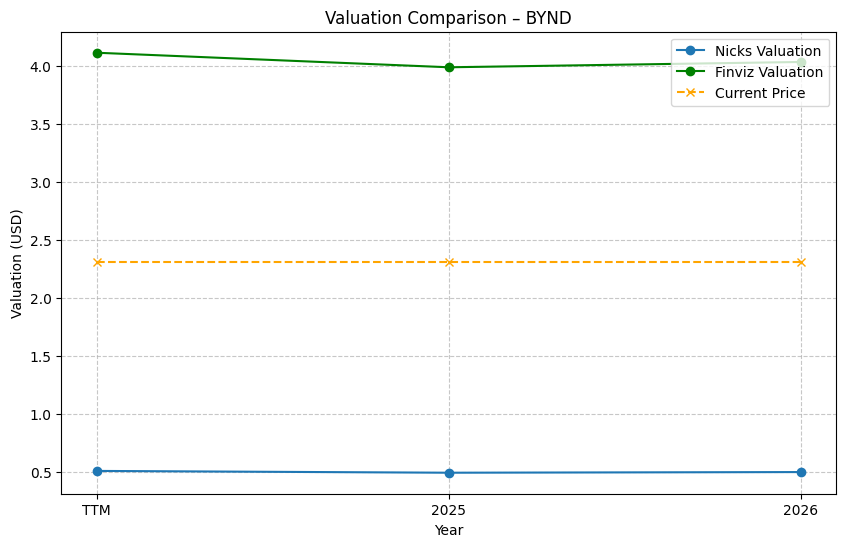 Valuation Comparison – BYND
Nicks Valuation
Finviz Valuation
Current Price
Valuation (USD)
4.0
3.5
3.0
2.5
2.0
1.5
1.0
0.5
TTM 2025 2026
Year